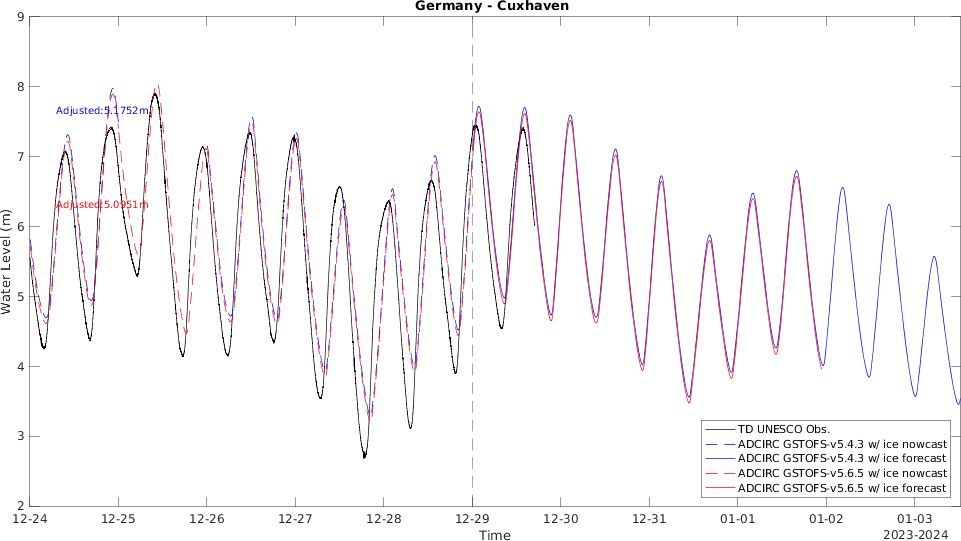 Germany - Cuxhaven
9
8
7
6
5
4
3
2
Water Level (m)
Adjusted:5.1752m
Adjusted:5.0951m
TD UNESCO Obs.
ADCIRC GSTOFS-v5.4.3 w/ ice nowcast
ADCIRC GSTOFS-v5.4.3 w/ ice forecast
ADCIRC GSTOFS-v5.6.5 w/ ice nowcast
ADCIRC GSTOFS-v5.6.5 w/ ice forecast
12-24 12-25 12-26 12-27 12-28 12-29 12-30 12-31 01-01 01-02 01-03
Time
2023-2024